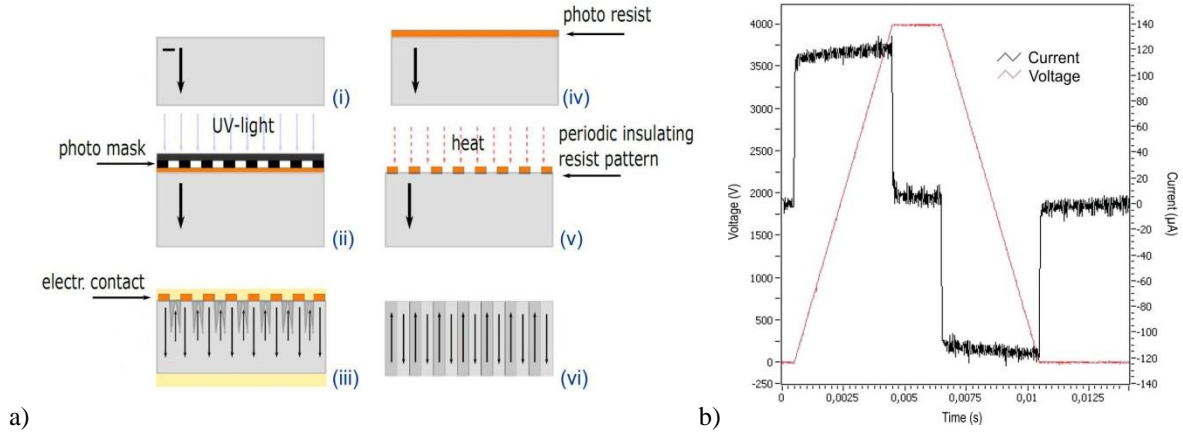 photo resist
(i)
(iv)
UV-light
photo mask
heat
periodic insulating
resist pattern
(ii)
(v)
electr. contact
(iii)
(vi)
a)
Voltage (V)
4000
3500
3000
2500
2000
1500
1000
500
0
-250
Current
Voltage
140
120
100
80
60
40
20
0
-20
-40
-60
-80
-100
-120
-140
Current (µA)
0
0,0025
0,005
0,0075
0,01
0,0125
Time (s)
b)